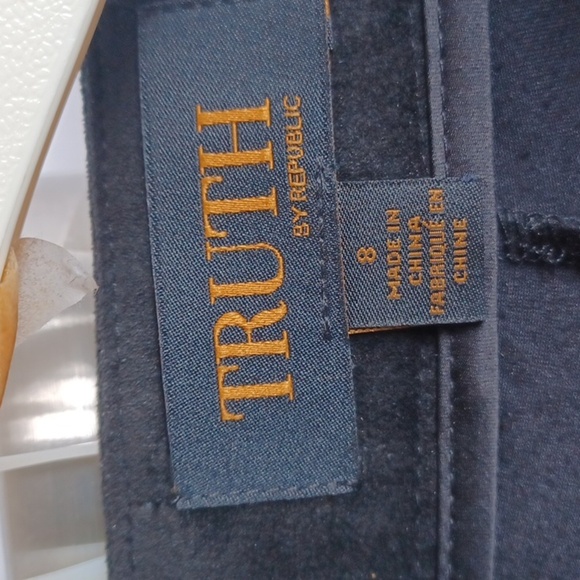 TRUTH
BY REPUBLIC
8
MADE IN
CHINA
FABRIQUÉ EN
CHINE